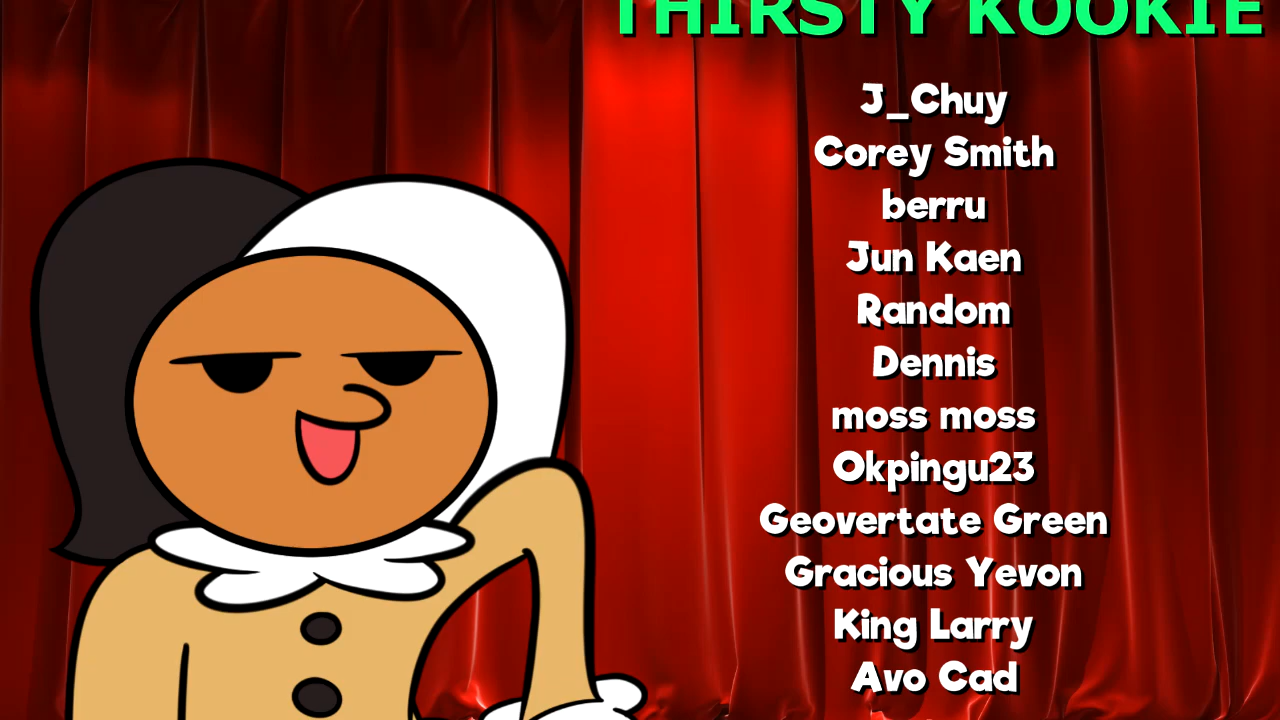 THIRSTY KOOKIE
J_Chuy
Corey Smith
berru
Jun Kaen
Random
Dennis
moss moss
Okpingu23
Geovertate Green
Gracious Yevon
King Larry
Avo Cad